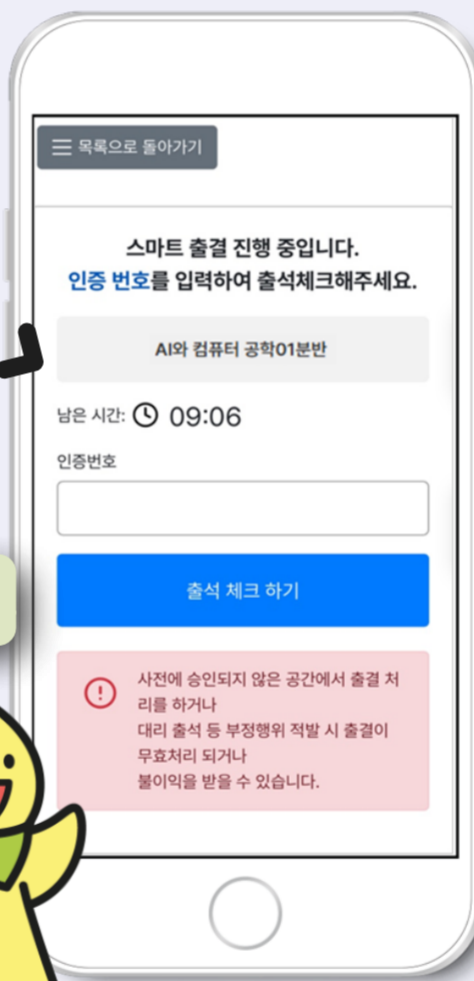 목록으로 돌아가기
스마트 출결 진행 중입니다.
인증 번호를 입력하여 출석체크해주세요.
AI와 컴퓨터 공학01분반
남은 시간: 09:06
인증번호
출석 체크 하기
사전에 승인되지 않은 공간에서 출결 처
리를 하거나
대리 출석 등 부정행위 적발 시 출결이
무효처리 되거나
불이익을 받을 수 있습니다.